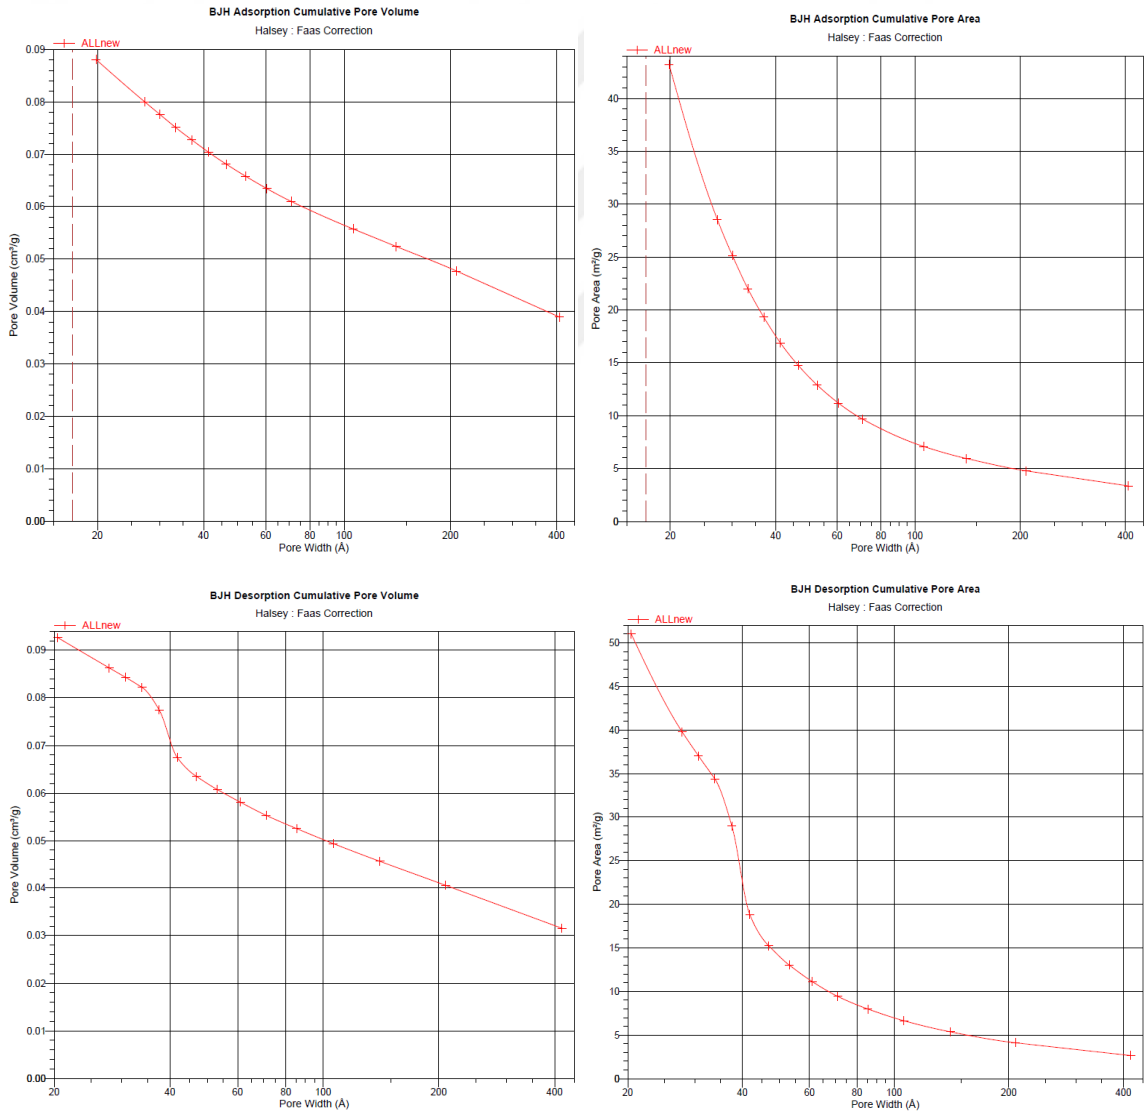 BJH Adsorption Cumulative Pore Volume
Halsey : Faas Correction
ALLnew
0.09
0.08
0.07
0.06
0.05
0.04
0.03
0.02
0.01
0.00
Pore Volume (cm³/g)
20 40 60 80 100 200 400
Pore Width (Å)
BJH Adsorption Cumulative Pore Area
Halsey : Faas Correction
ALLnew
40
35
30
25
20
15
10
5
0
Pore Area (m²/g)
20 40 60 80 100 200 400
Pore Width (Å)
BJH Desorption Cumulative Pore Volume
Halsey : Faas Correction
ALLnew
0.09
0.08
0.07
0.06
0.05
0.04
0.03
0.02
0.01
0.00
Pore Volume (cm³/g)
20 40 60 80 100 200 400
Pore Width (Å)
BJH Desorption Cumulative Pore Area
Halsey : Faas Correction
ALLnew
50
45
40
35
30
25
20
15
10
5
0
Pore Area (m²/g)
20 40 60 80 100 200 400
Pore Width (Å)